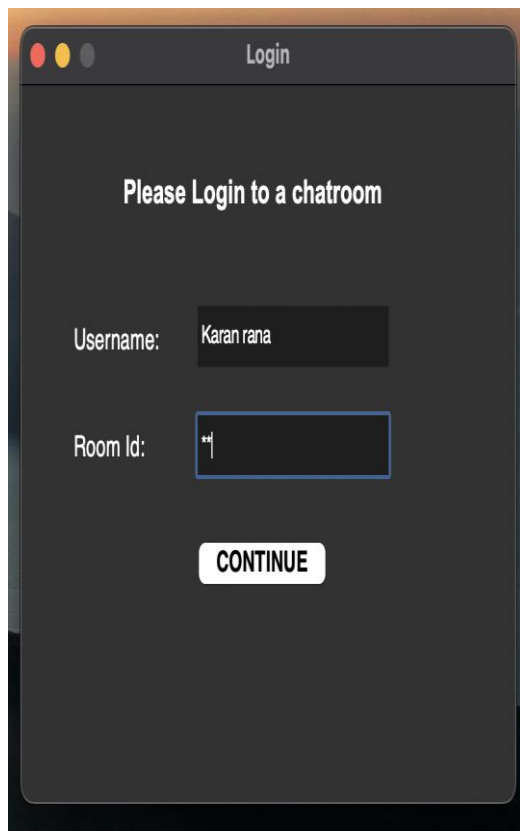 Login
Please Login to a chatroom
Username: Karan rana
Room Id: **
CONTINUE